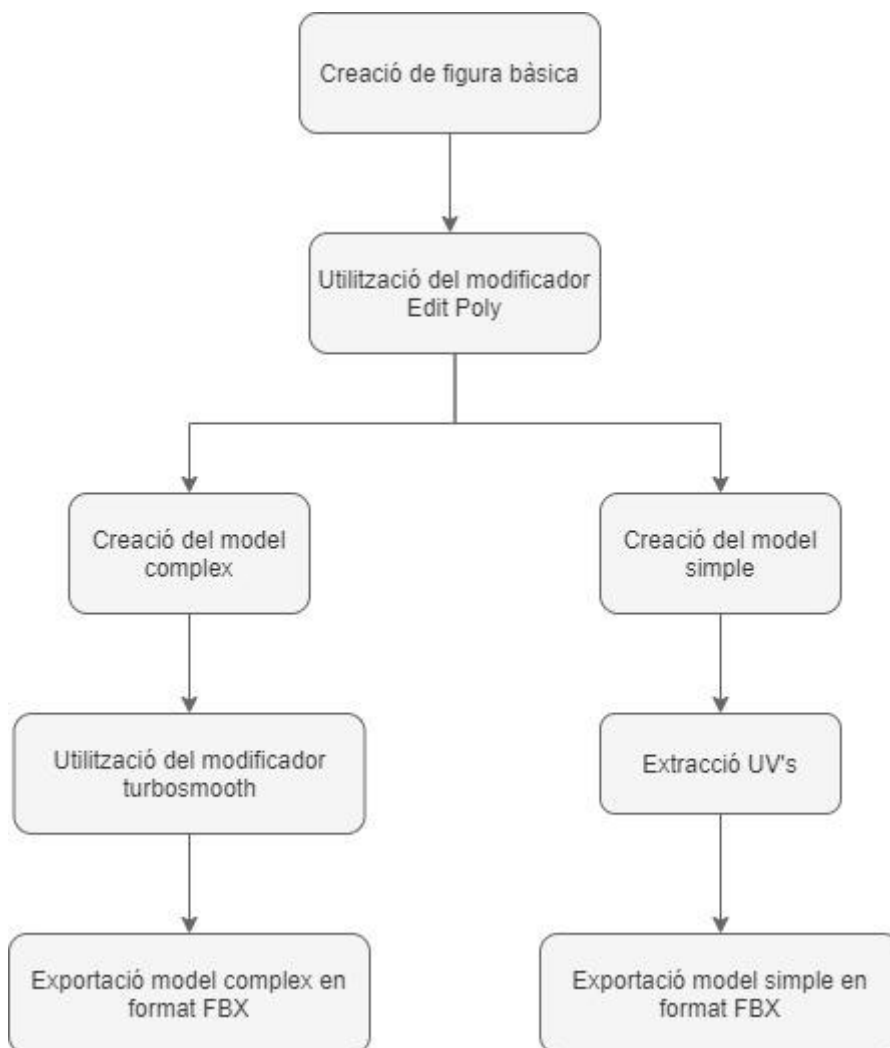 Creació de figura bàsica
Utilització del modificador
Edit Poly
Creació del model
complex
Creació del model
simple
Utilització del modificador
turbosmooth
Extracció UV's
Exportació model complex en
format FBX
Exportació model simple en
format FBX